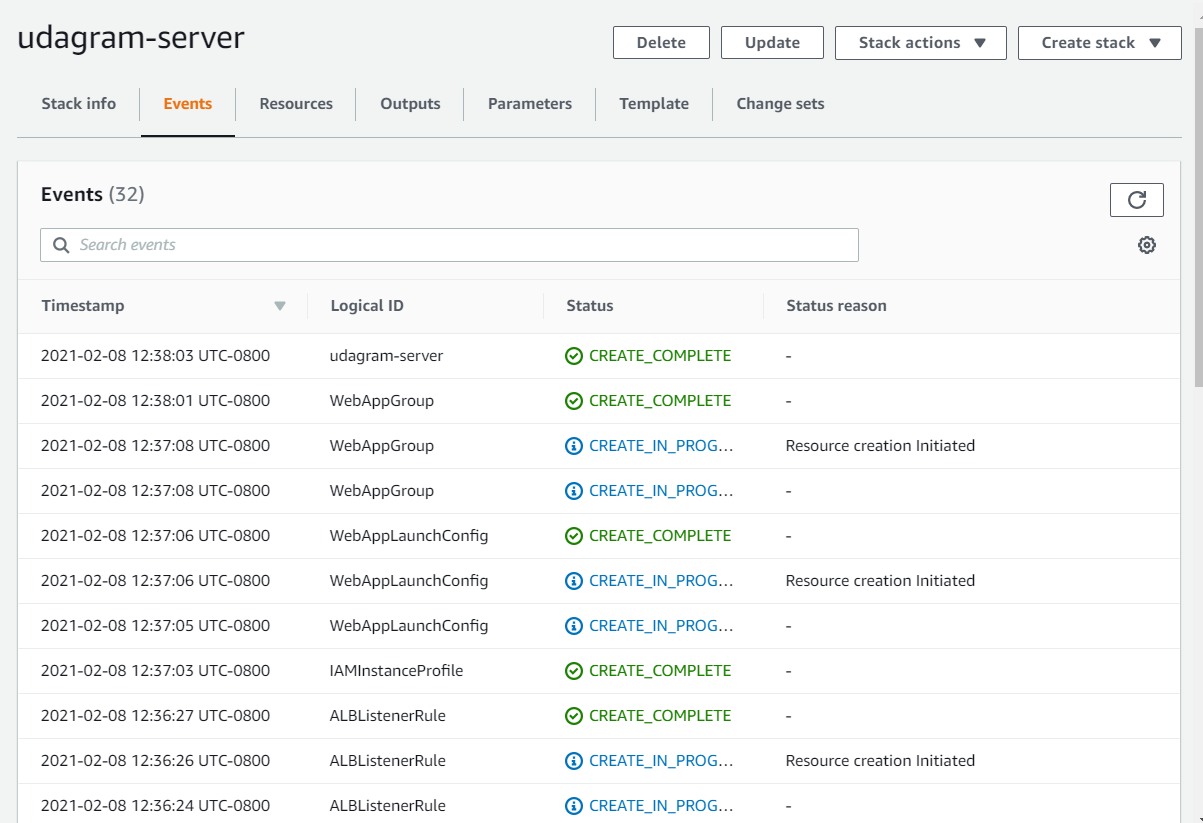 udagram-server
Delete Update Stack actions Create stack
Stack info Events Resources Outputs Parameters Template Change sets
Events (32)
Search events
Timestamp Logical ID Status Status reason
2021-02-08 12:38:03 UTC-0800 udagram-server CREATE_COMPLETE -
2021-02-08 12:38:01 UTC-0800 WebAppGroup CREATE_COMPLETE -
2021-02-08 12:37:08 UTC-0800 WebAppGroup CREATE_IN_PROG... Resource creation Initiated
2021-02-08 12:37:08 UTC-0800 WebAppGroup CREATE_IN_PROG... -
2021-02-08 12:37:06 UTC-0800 WebAppLaunchConfig CREATE_COMPLETE -
2021-02-08 12:37:06 UTC-0800 WebAppLaunchConfig CREATE_IN_PROG... Resource creation Initiated
2021-02-08 12:37:05 UTC-0800 WebAppLaunchConfig CREATE_IN_PROG... -
2021-02-08 12:37:03 UTC-0800 IAMInstanceProfile CREATE_COMPLETE -
2021-02-08 12:36:27 UTC-0800 ALBListenerRule CREATE_COMPLETE -
2021-02-08 12:36:26 UTC-0800 ALBListenerRule CREATE_IN_PROG... Resource creation Initiated
2021-02-08 12:36:24 UTC-0800 ALBListenerRule CREATE_IN_PROG... -